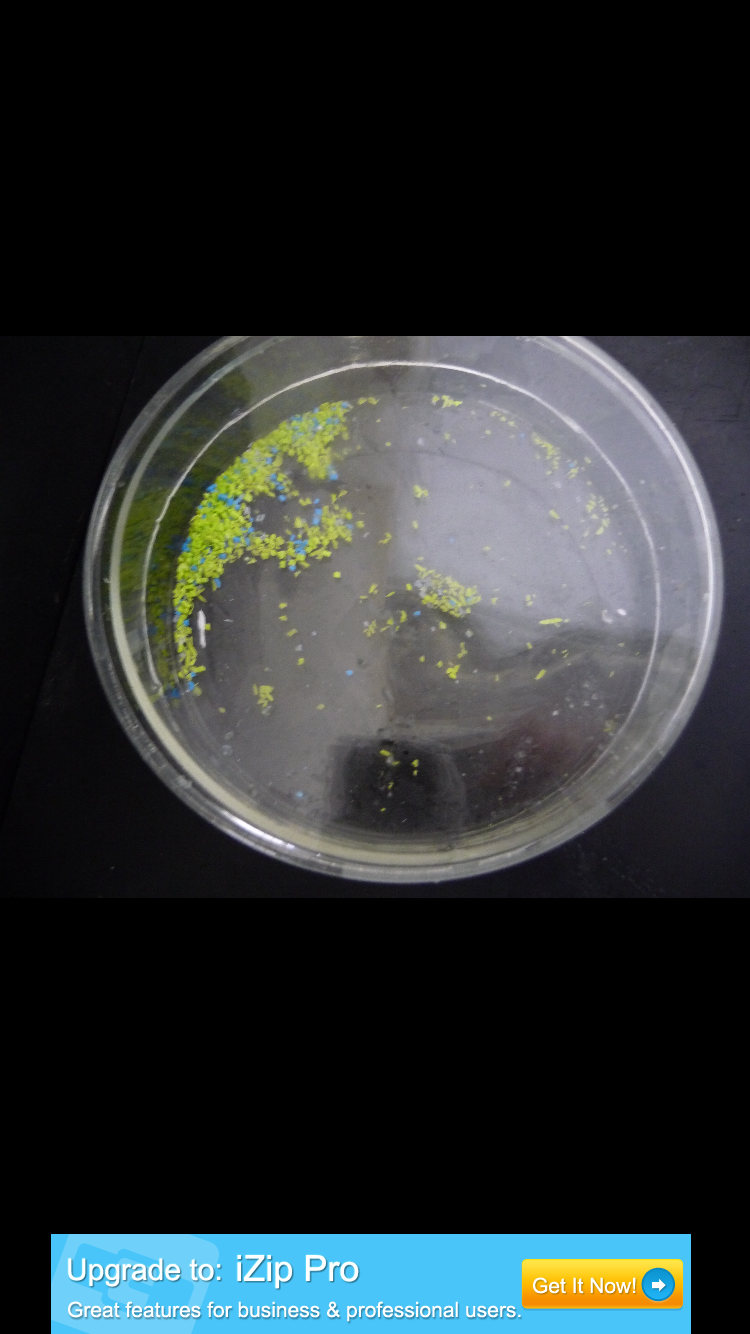 Upgrade to: iZip Pro
Great features for business & professional users.
Get It Now!